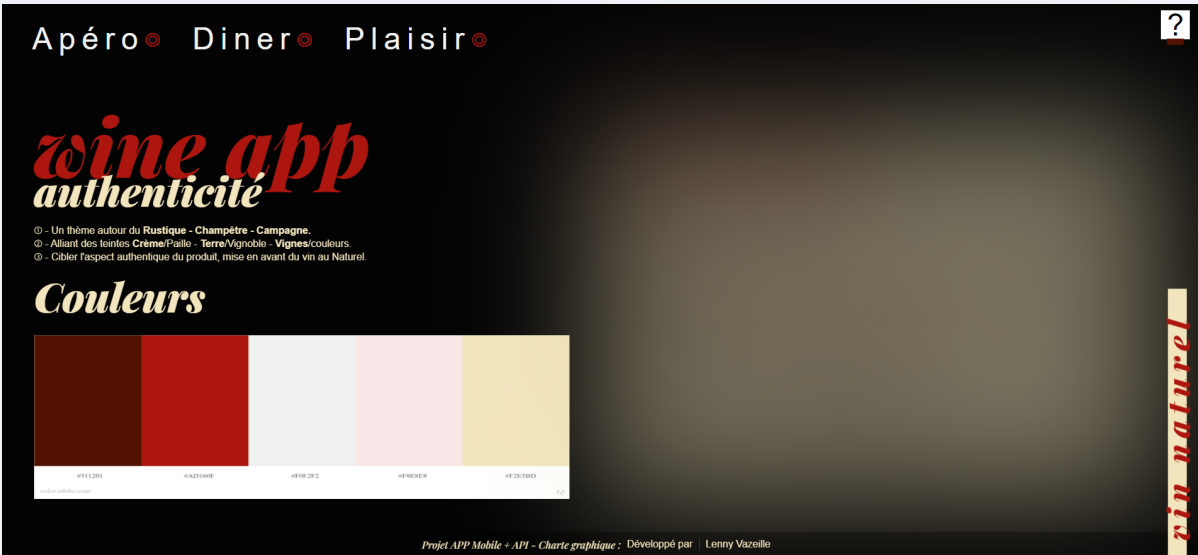 Apéro Diner Plaisir
?
wine app
authenticité
① - Un thème autour du Rustique - Champêtre - Campagne.
② - Alliant des teintes Crème/Paille - Terre/Vignoble - Vignes/couleurs.
③ - Cibler l'aspect authentique du produit, mise en avant du vin au Naturel.
Couleurs
#511201 #AD160F #F0F2F2 #F8E8E8 #F2E5BD
color.adobe.com
vin naturel
Projet APP Mobile + API - Charte graphique : Développé par | Lenny Vazeille